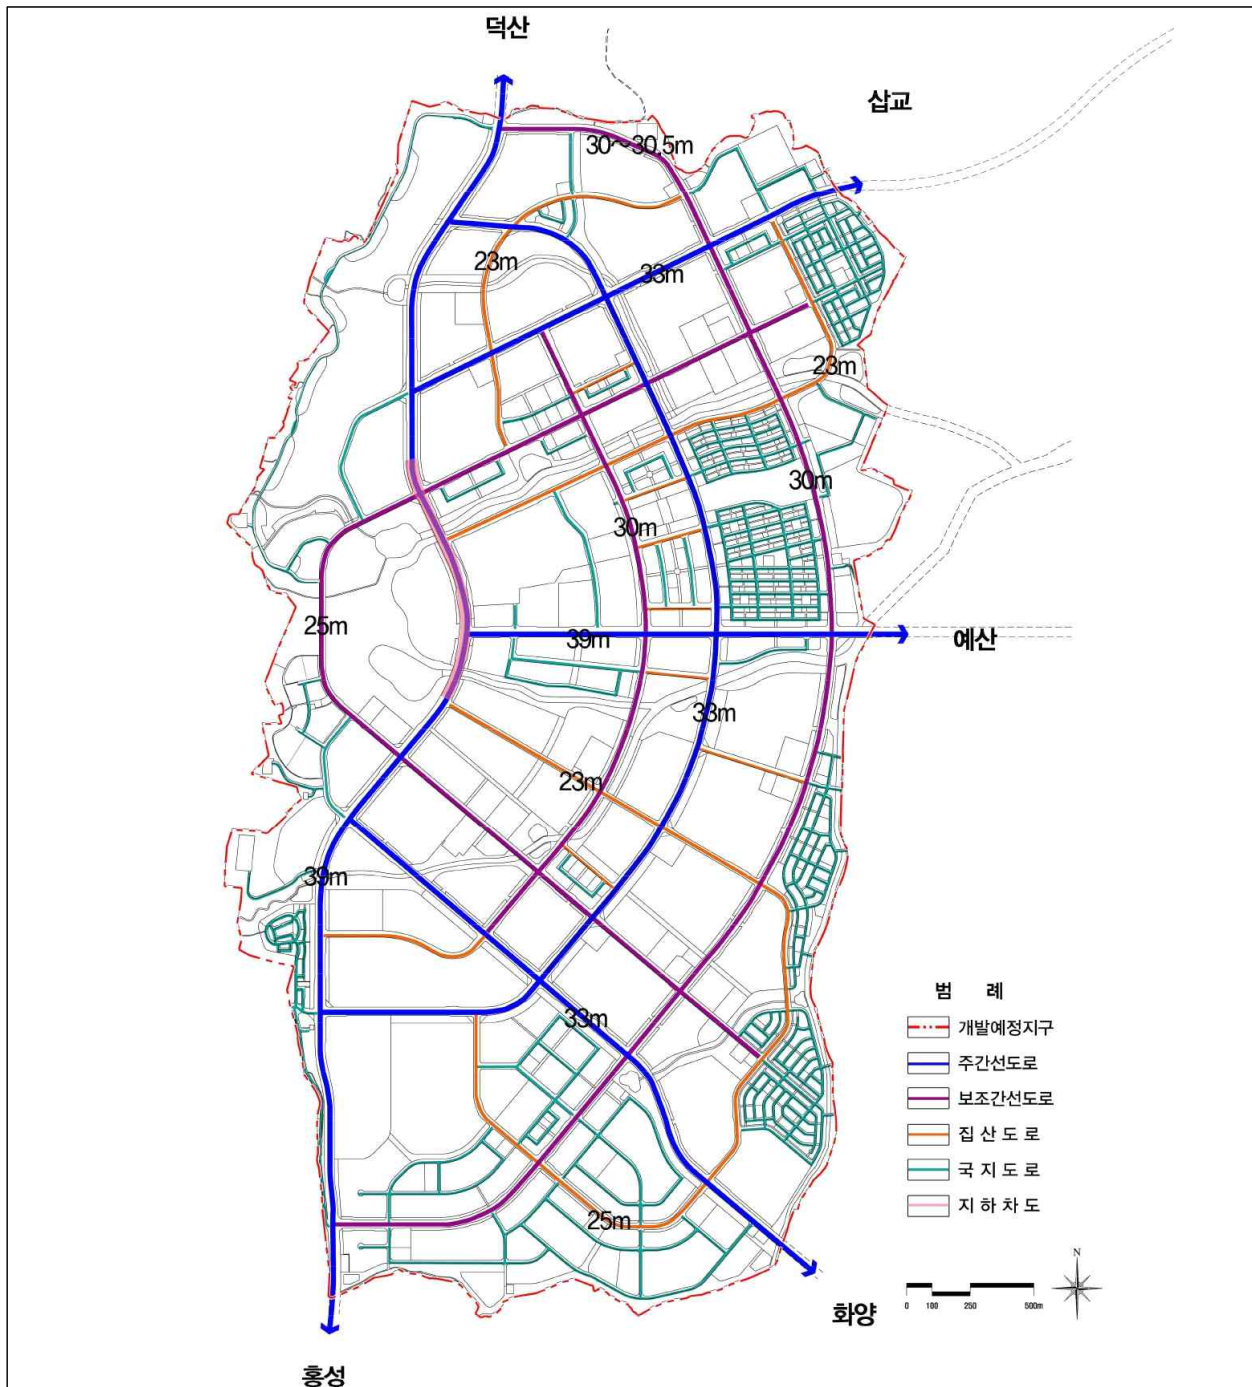 덕산
삽교
30～30.5m
23m
33m
23m
30m
30m
25m
39m
예산
33m
23m
39m
33m
25m
범 례
개발예정지구
주간선도로
보조간선도로
집 산 도 로
국 지 도 로
지 하 차 도
N
0 100 250 500m
화양
홍성